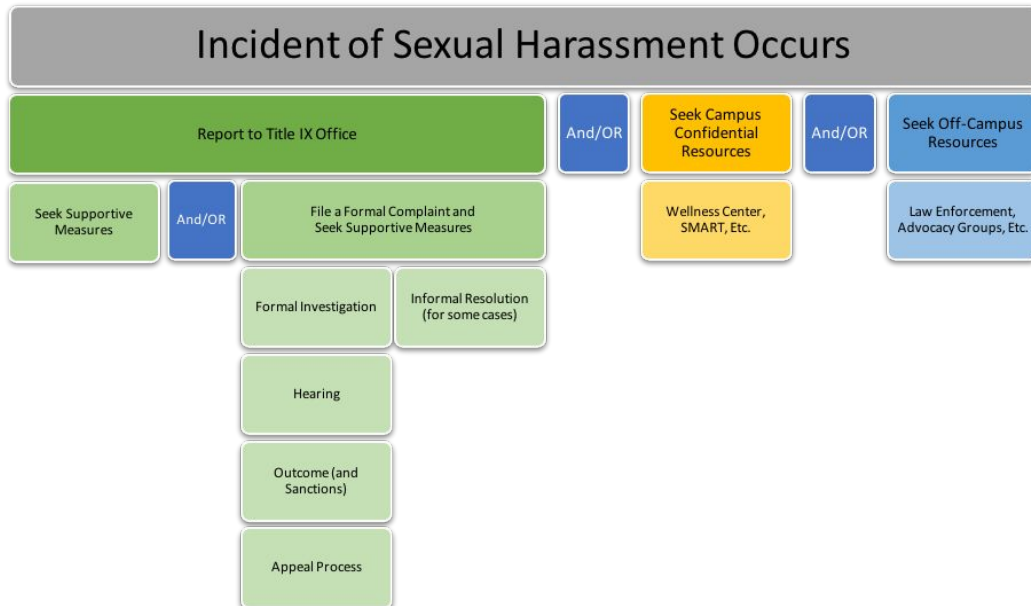 Incident of Sexual Harassment Occurs
Report to Title IX Office
And/OR
Seek Campus
Confidential
Resources
And/OR
Seek Off-Campus
Resources
Seek Supportive
Measures
And/OR
File a Formal Complaint and
Seek Supportive Measures
Wellness Center,
SMART, Etc.
Law Enforcement,
Advocacy Groups, Etc.
Formal Investigation
Informal Resolution
(for some cases)
Hearing
Outcome (and
Sanctions)
Appeal Process